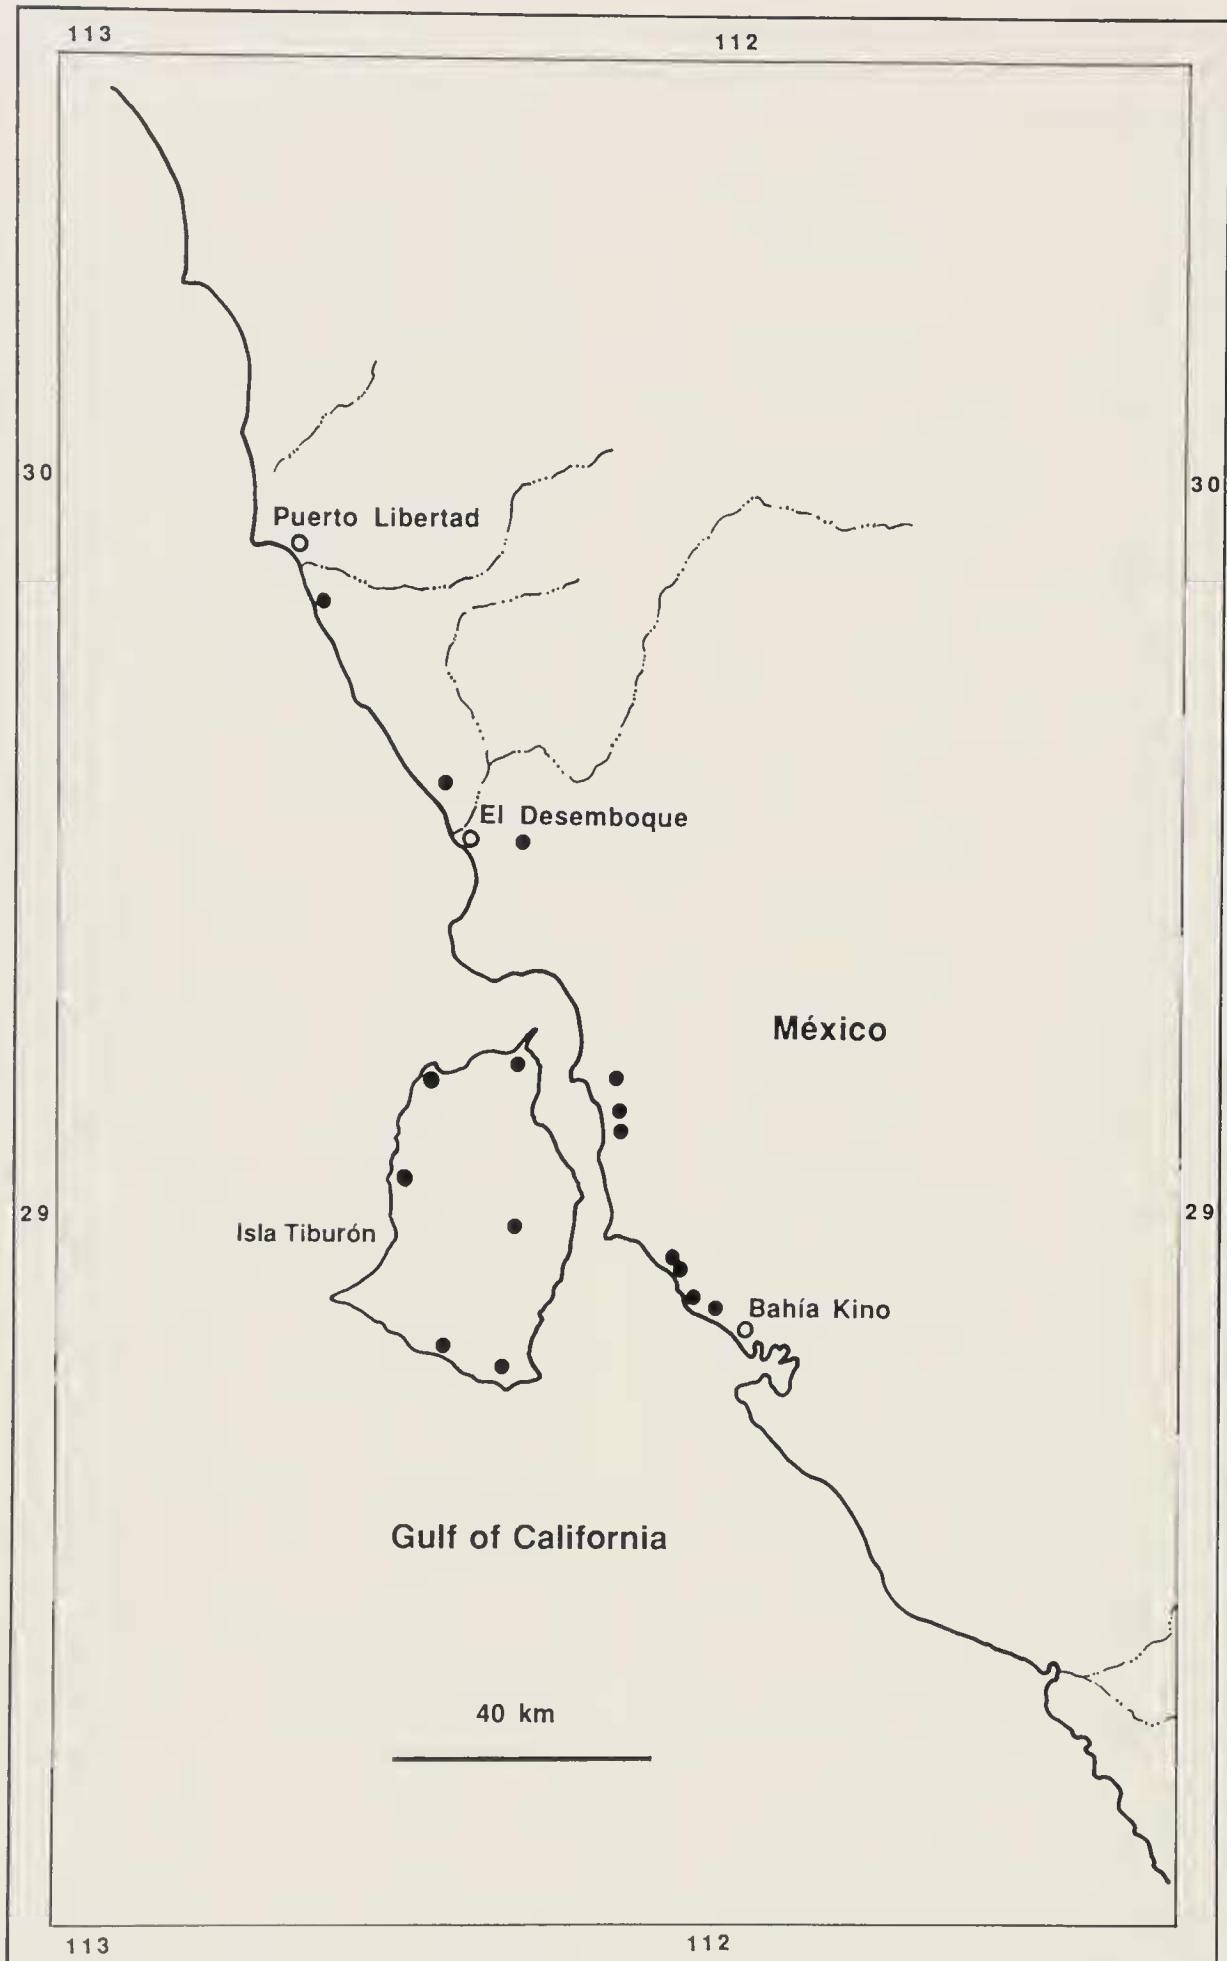 113
112
30
30
Puerto Libertad
El Desemboque
México
29
29
Isla Tiburón
Bahía Kino
Gulf of California
40 km
113
112